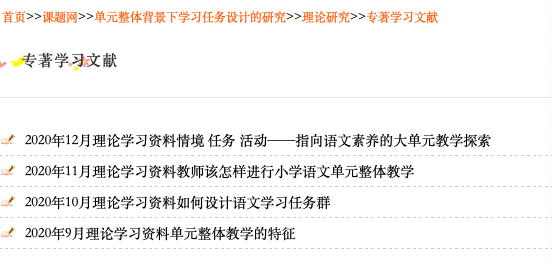 首页>>课题网>>单元整体背景下学习任务设计的研究>>理论研究>>专著学习文献
专著学习文献
2020年12月理论学习资料情境 任务 活动——指向语文素养的大单元教学探索
2020年11月理论学习资料教师该怎样进行小学语文单元整体教学
2020年10月理论学习资料如何设计语文学习任务群
2020年9月理论学习资料单元整体教学的特征